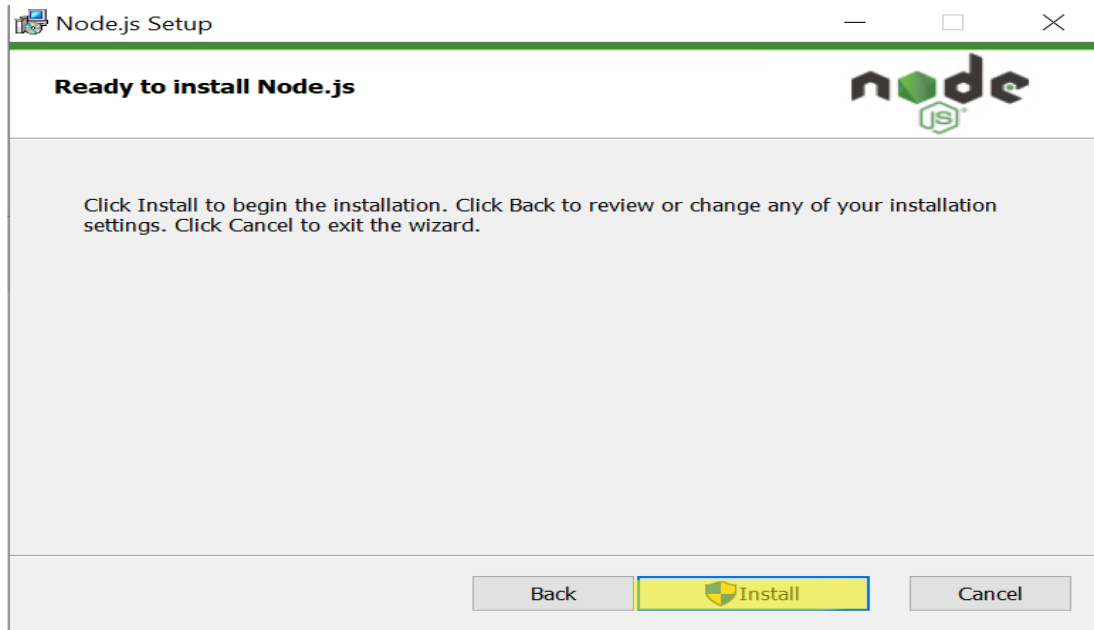 Node.js Setup
Ready to install Node.js
node
JS
Click Install to begin the installation. Click Back to review or change any of your installation
settings. Click Cancel to exit the wizard.
Back
Install
Cancel